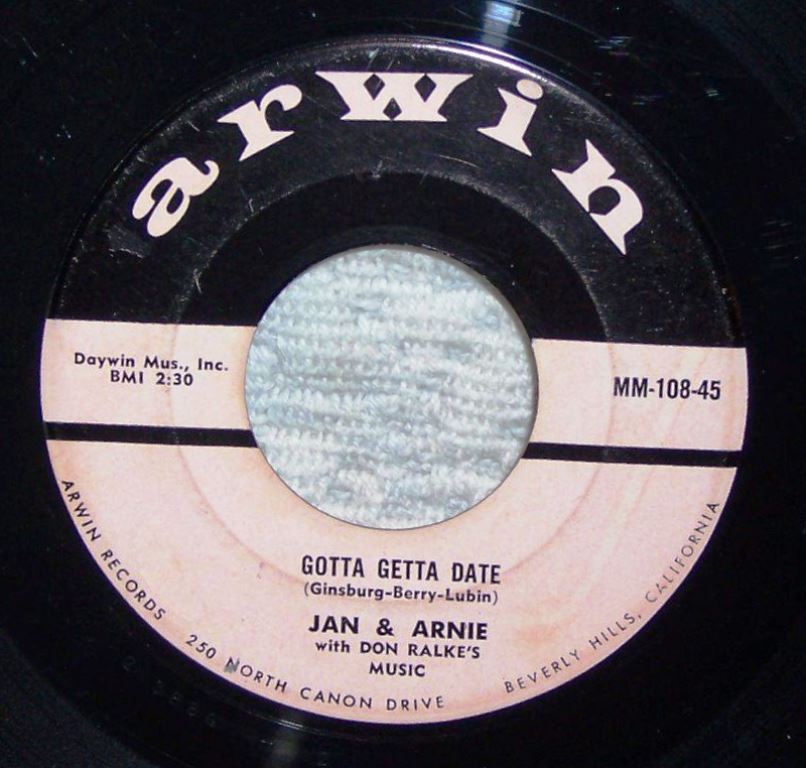 arwin
Daywin Mus., Inc.
BMI 2:30
MM-108-45
GOTTA GETTA DATE
(Ginsburg-Berry-Lubin)
JAN & ARNIE
with DON RALKE'S
MUSIC
ARWIN RECORDS 250 NORTH CANON DRIVE BEVERLY HILLS, CALIFORNIA